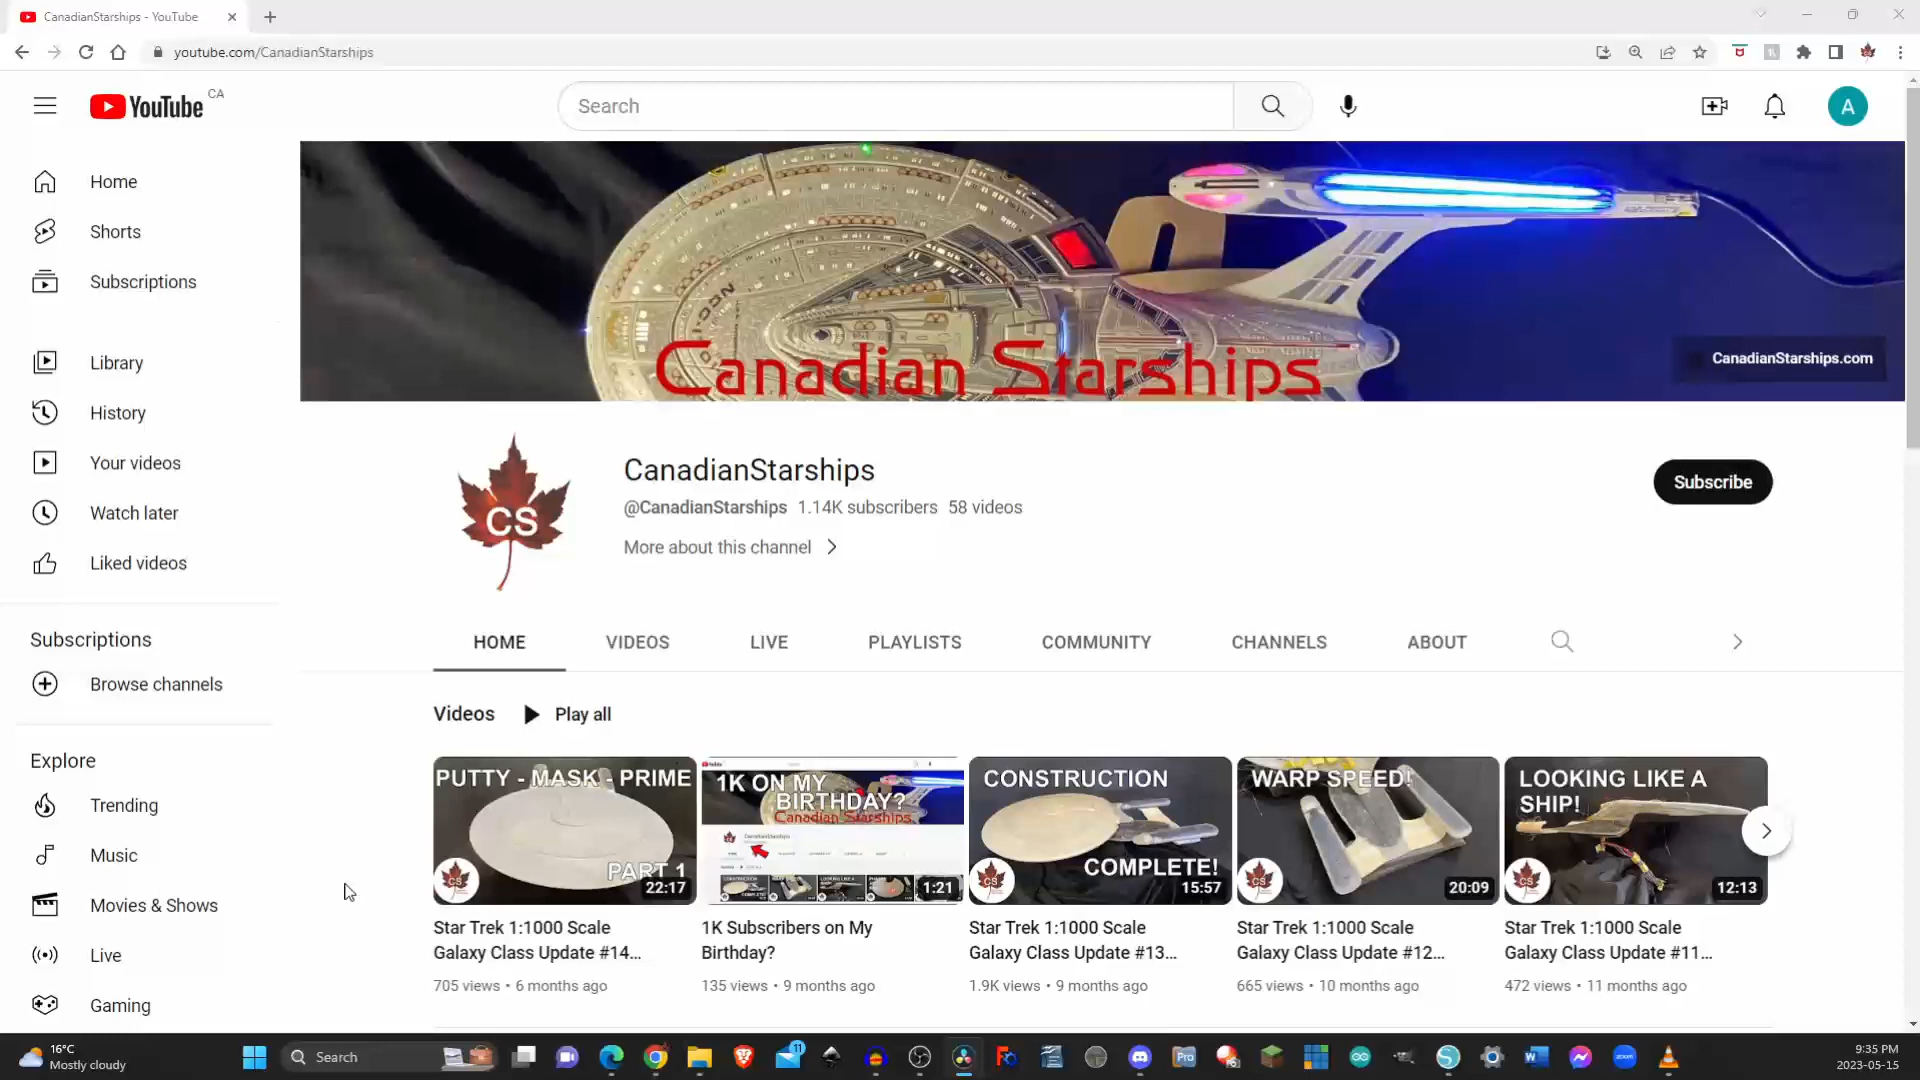 CanadianStarships - YouTube
youtube.com/CanadianStarships
YouTube CA
Search
A
Home
Shorts
Subscriptions
Library
History
Your videos
Watch later
Liked videos
Subscriptions
Browse channels
Explore
Trending
Music
Movies & Shows
Live
Gaming
Canadian Starships
CanadianStarships.com
CS
CanadianStarships
@CanadianStarships 1.14K subscribers 58 videos
More about this channel
Subscribe
HOME VIDEOS LIVE PLAYLISTS COMMUNITY CHANNELS ABOUT
Videos Play all
PUTTY - MASK - PRIME
PART 1
22:17
Star Trek 1:1000 Scale
Galaxy Class Update #14...
705 views • 6 months ago
1K ON MY
BIRTHDAY?
Canadian Starships
1:21
1K Subscribers on My
Birthday?
135 views • 9 months ago
CONSTRUCTION
COMPLETE!
15:57
Star Trek 1:1000 Scale
Galaxy Class Update #13...
1.9K views • 9 months ago
WARP SPEED!
20:09
Star Trek 1:1000 Scale
Galaxy Class Update #12...
665 views • 10 months ago
LOOKING LIKE A
SHIP!
12:13
Star Trek 1:1000 Scale
Galaxy Class Update #11...
472 views • 11 months ago
16°C
Mostly cloudy
Search
11
Pro
zoom
9:35 PM
2023-05-15